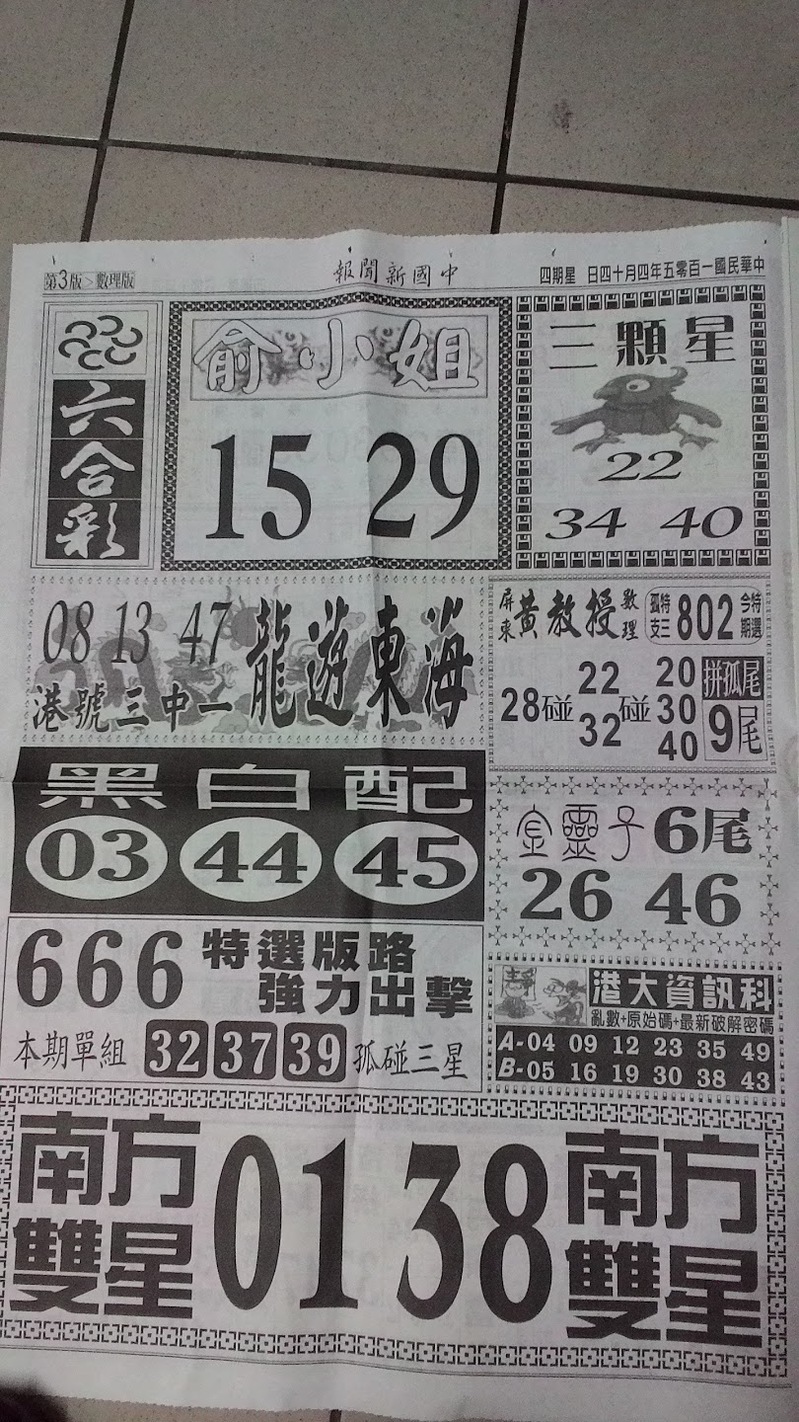 第3版＞數理版
報聞新國中
中華民國一百零五年四月十四日 星期四
六合彩
俞小姐
15 29
三顆星
22
34 40
08 13 47
港號三中一
龍遊東海
屏東 黃教授 數理
孤支 特三 802 今期 特選
28碰
22
32
碰
20
30
40
拼孤尾
9尾
黑白配
03 44 45
6尾
26 46
666 特選版路
強力出擊
本期單組 32 37 39 孤碰三星
港大資訊科
亂數+原始碼+最新破解密碼
A-04 09 12 23 35 49
B-05 16 19 30 38 43
南方
雙星
01 38
南方
雙星